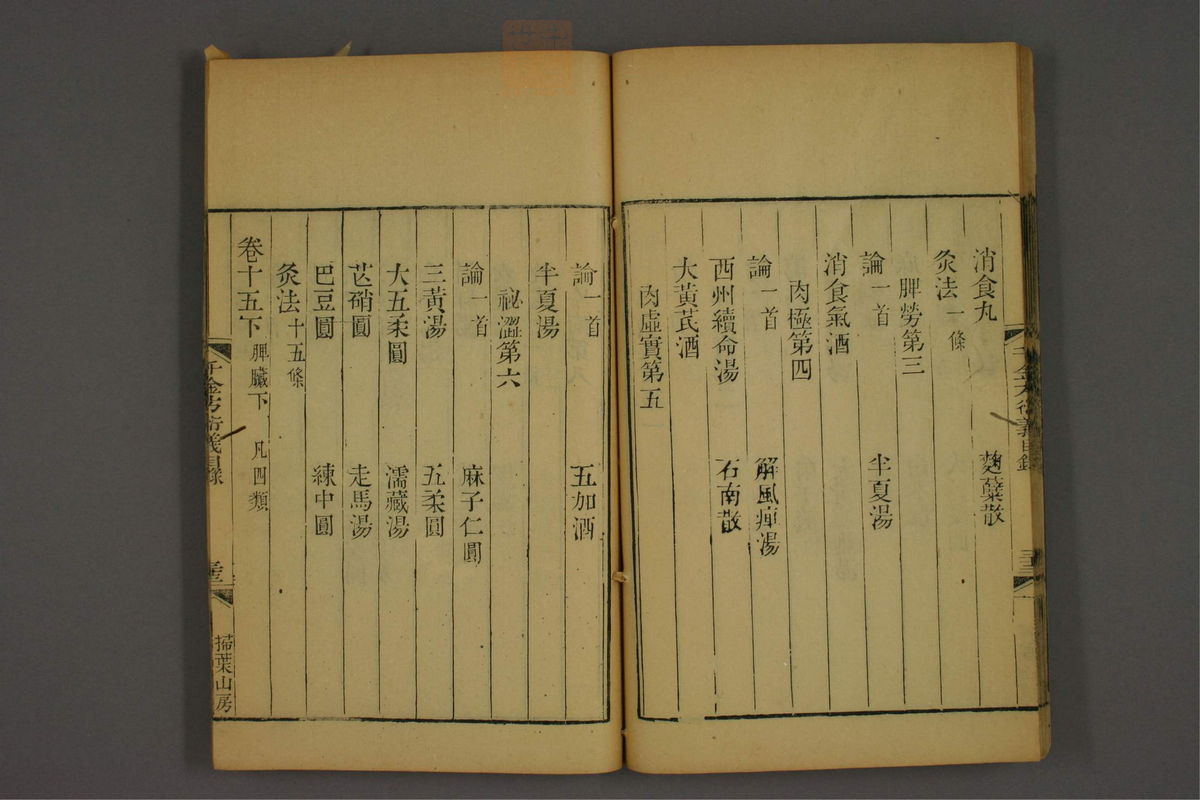 消食丸 麴蘖散
灸法一條
脾勞第三
論一首 半夏湯
消食氣酒
肉極第四
論一首 解風痺湯
西州續命湯 石南散
大黃芪酒
肉虛實第五
論一首 五加酒
半夏湯
祕澀第六
論一首 麻子仁圓
三黃湯 五柔圓
大五柔圓 濡藏湯
芒硝圓 走馬湯
巴豆圓 練中圓
灸法十五條
卷十五下脾臟下 凡四類
千金方衍義目錄
掃葉山房